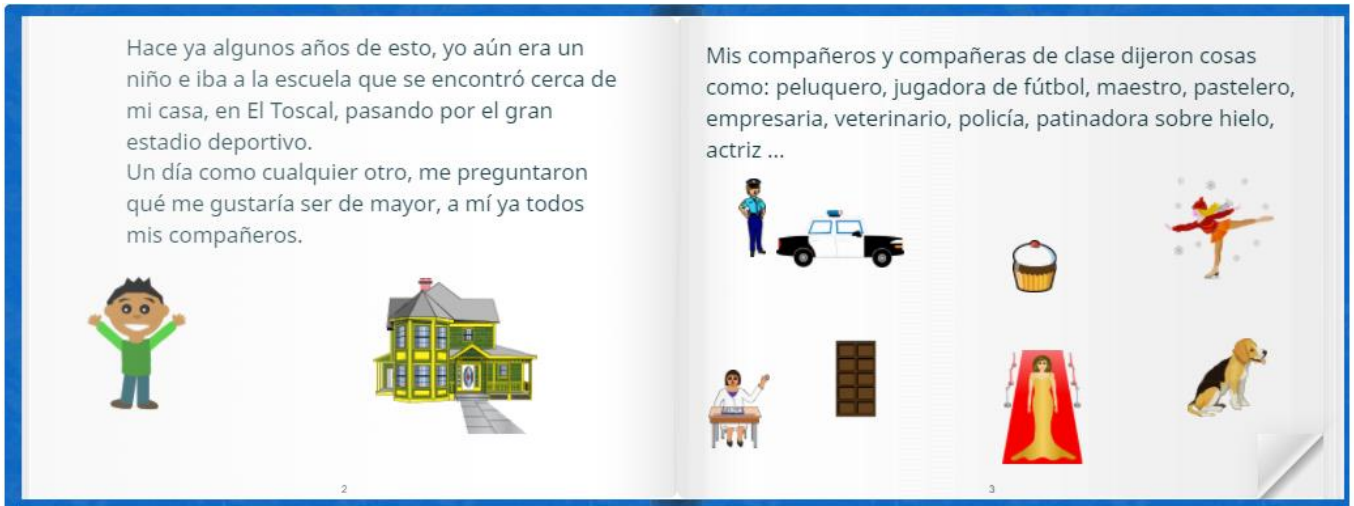 Hace ya algunos años de esto, yo aún era un
niño e iba a la escuela que se encontró cerca de
mi casa, en El Toscal, pasando por el gran
estadio deportivo.
Un día como cualquier otro, me preguntaron
qué me gustaría ser de mayor, a mí ya todos
mis compañeros.
2
Mis compañeros y compañeras de clase dijeron cosas
como: peluquero, jugadora de fútbol, maestro, pastelero,
empresaria, veterinario, policía, patinadora sobre hielo,
actriz ...
3